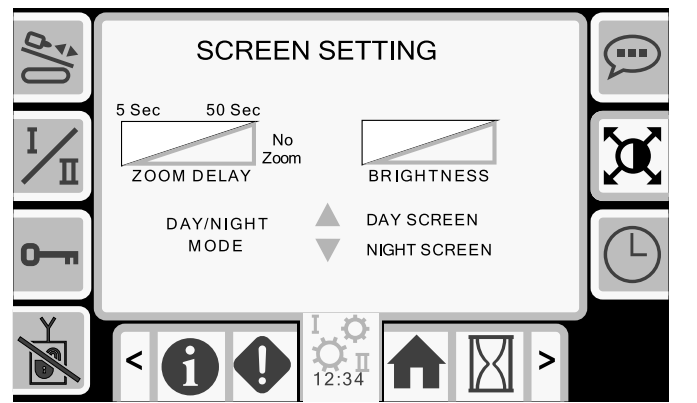 SCREEN SETTING
5 Sec 50 Sec
No
Zoom
ZOOM DELAY
BRIGHTNESS
DAY/NIGHT
MODE
DAY SCREEN
NIGHT SCREEN
I
II
I
II
12:34
< i ! >